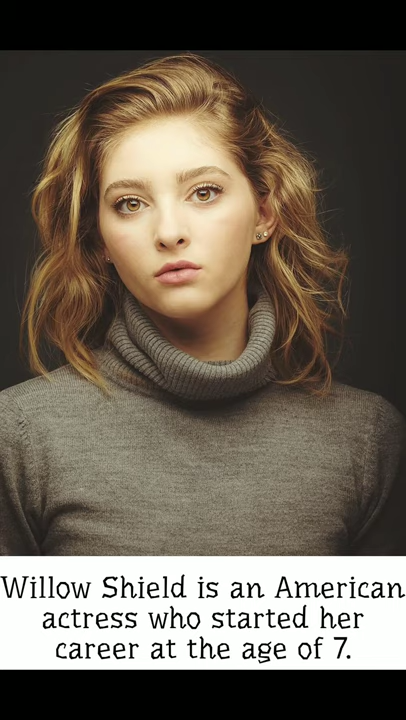 Willow Shield is an American
actress who started her
career at the age of 7.